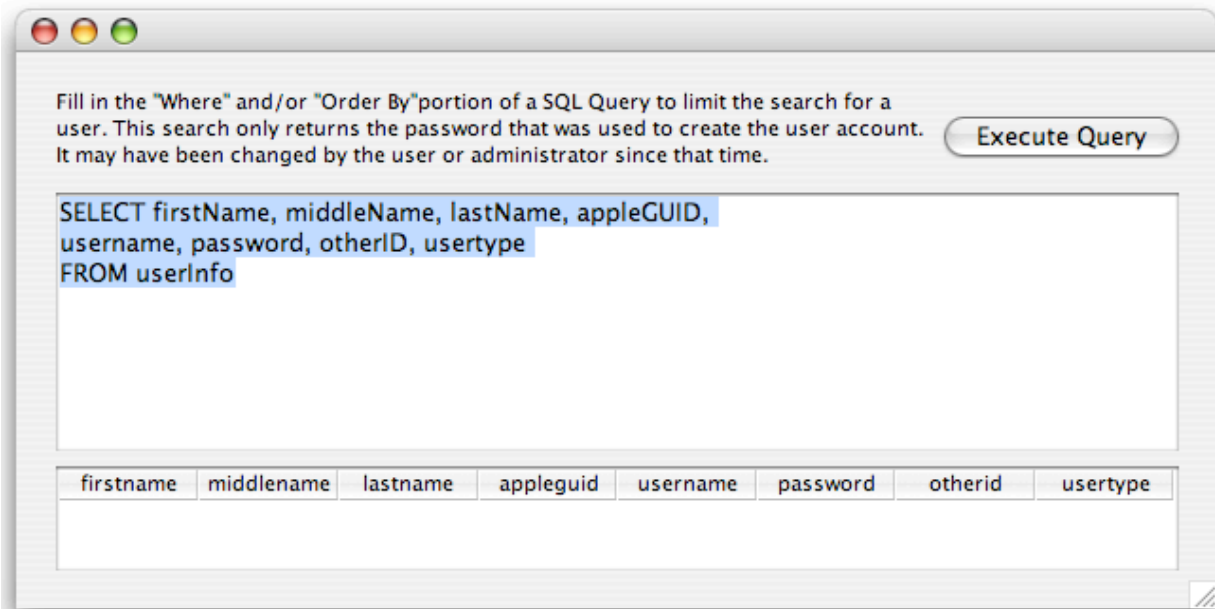 Fill in the "Where" and/or "Order By"portion of a SQL Query to limit the search for a
user. This search only returns the password that was used to create the user account.
It may have been changed by the user or administrator since that time.
Execute Query
SELECT firstName, middleName, lastName, appleGUID,
username, password, otherID, usertype
FROM userInfo
firstname middlename lastname appleguid username password otherid usertype